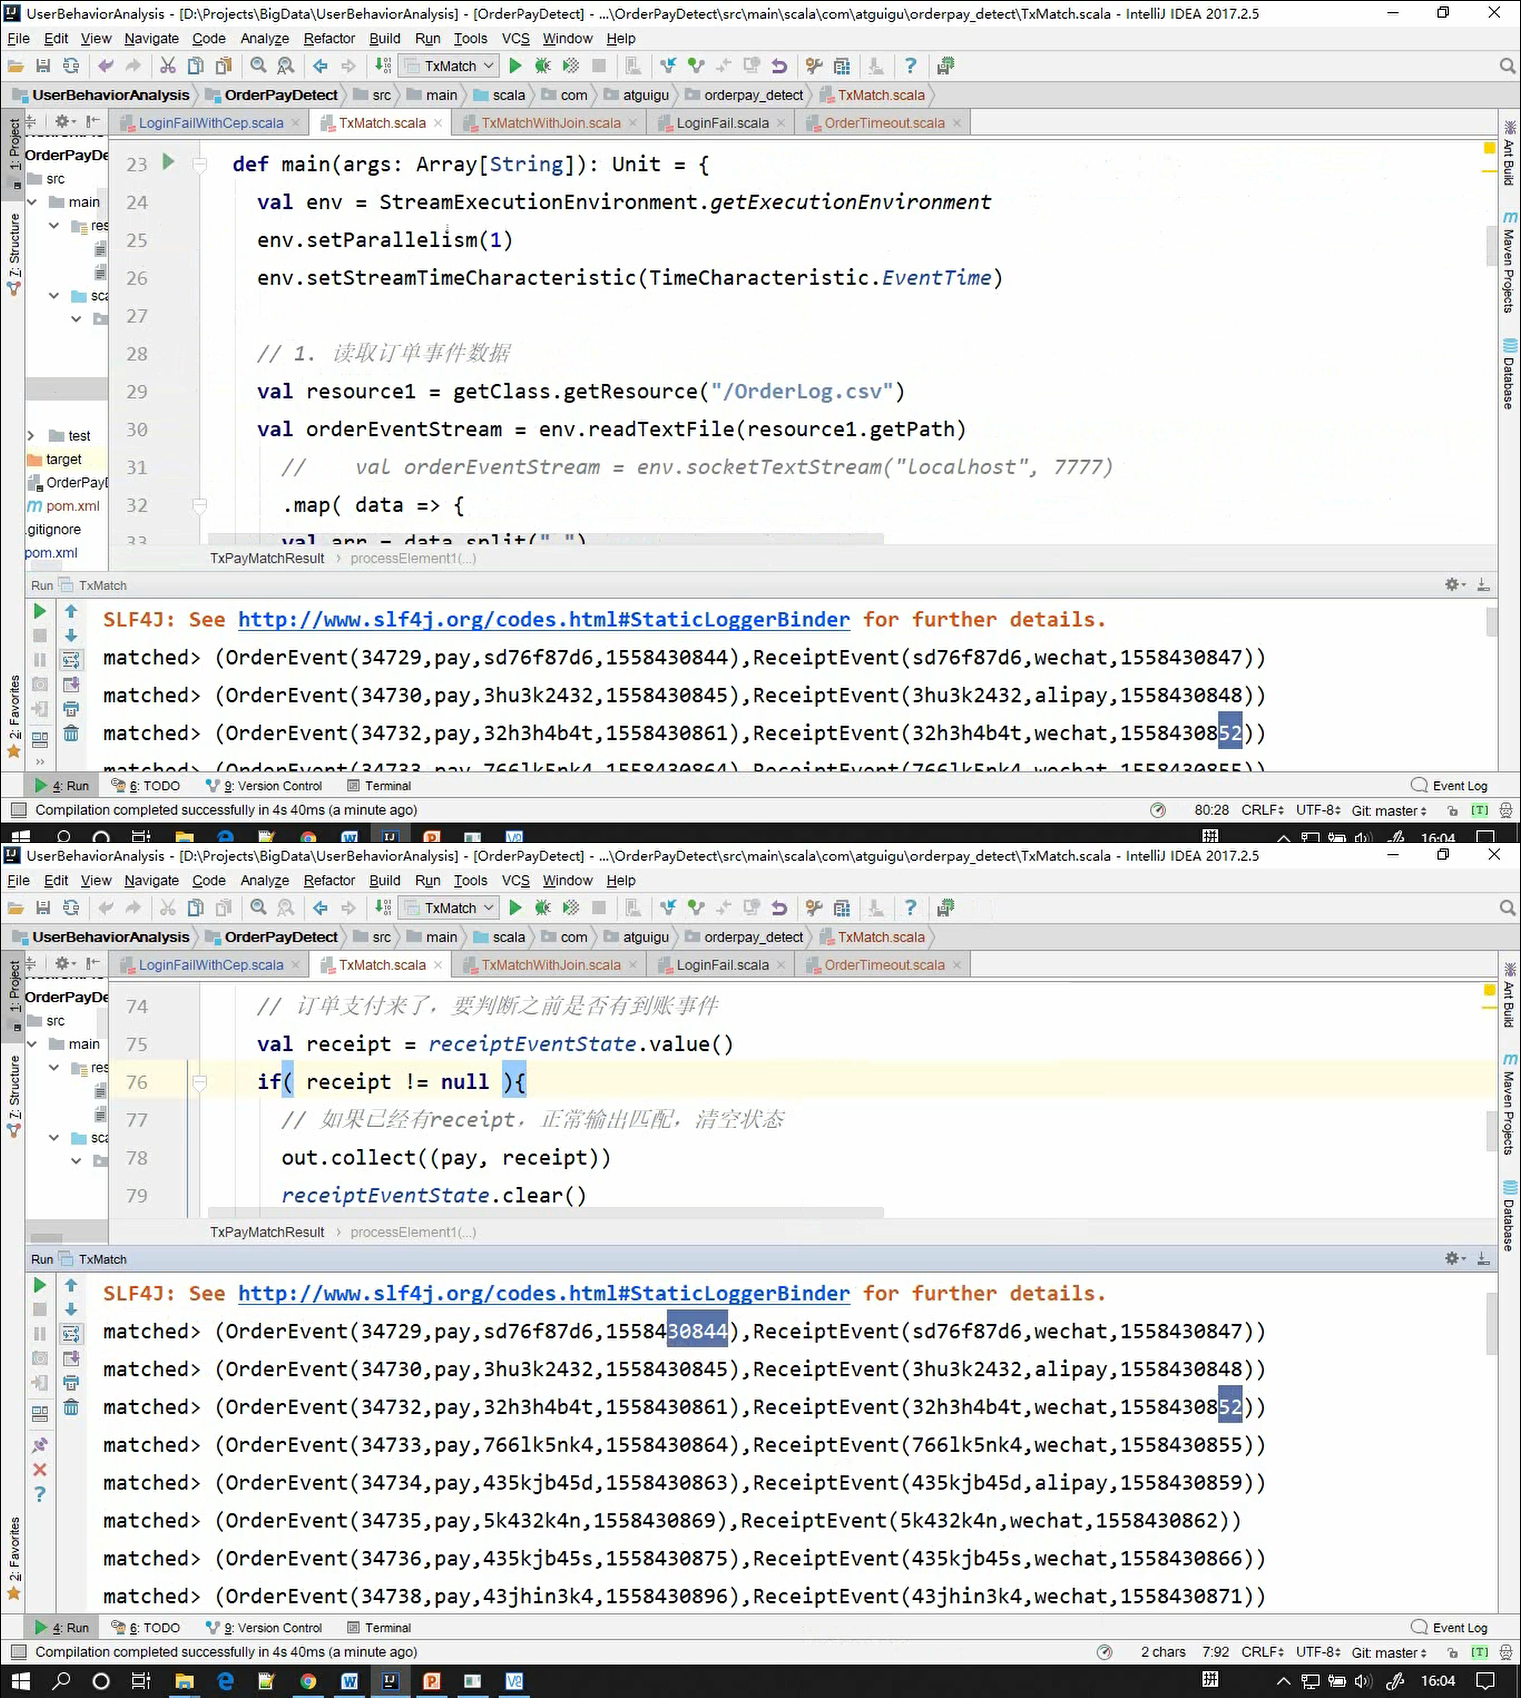 UserBehaviorAnalysis - [D:\Projects\BigData\UserBehaviorAnalysis] - [OrderPayDetect] - ...\OrderPayDetect\src\main\scala\com\atguigu\orderpay_detect\TxMatch.scala - IntelliJ IDEA 2017.2.5
File Edit View Navigate Code Analyze Refactor Build Run Tools VCS Window Help
TxMatch
UserBehaviorAnalysis OrderPayDetect src main scala com atguigu orderpay_detect TxMatch.scala
LoginFailWithCep.scala TxMatch.scala TxMatchWithJoin.scala LoginFail.scala OrderTimeout.scala
1: Project
7: Structure
2: Favorites
Ant Build
Maven Projects
Database
OrderPayDe
src
main
res
sca
test
target
OrderPayD
pom.xml
.gitignore
pom.xml
23 def main(args: Array[String]): Unit = {
24 val env = StreamExecutionEnvironment.getExecutionEnvironment
25 env.setParallelism(1)
26 env.setStreamTimeCharacteristic(TimeCharacteristic.EventTime)
27
28 // 1. 读取订单事件数据
29 val resource1 = getClass.getResource("/OrderLog.csv")
30 val orderEventStream = env.readTextFile(resource1.getPath)
31 // val orderEventStream = env.socketTextStream("localhost", 7777)
32 .map( data => {
33 val arr = data.split(",")
TxPayMatchResult processElement1(...)
Run TxMatch
SLF4J: See http://www.slf4j.org/codes.html#StaticLoggerBinder for further details.
matched> (OrderEvent(34729,pay,sd76f87d6,1558430844),ReceiptEvent(sd76f87d6,wechat,1558430847))
matched> (OrderEvent(34730,pay,3hu3k2432,1558430845),ReceiptEvent(3hu3k2432,alipay,1558430848))
matched> (OrderEvent(34732,pay,32h3h4b4t,1558430861),ReceiptEvent(32h3h4b4t,wechat,1558430852))
matched> (OrderEvent(34733,pay,766lk5nk4,1558430864),ReceiptEvent(766lk5nk4,wechat,1558430855))
4: Run 6: TODO 9: Version Control Terminal Event Log
Compilation completed successfully in 4s 40ms (a minute ago) 80:28 CRLF UTF-8 Git: master
16:04
UserBehaviorAnalysis - [D:\Projects\BigData\UserBehaviorAnalysis] - [OrderPayDetect] - ...\OrderPayDetect\src\main\scala\com\atguigu\orderpay_detect\TxMatch.scala - IntelliJ IDEA 2017.2.5
File Edit View Navigate Code Analyze Refactor Build Run Tools VCS Window Help
TxMatch
UserBehaviorAnalysis OrderPayDetect src main scala com atguigu orderpay_detect TxMatch.scala
LoginFailWithCep.scala TxMatch.scala TxMatchWithJoin.scala LoginFail.scala OrderTimeout.scala
1: Project
7: Structure
2: Favorites
Ant Build
Maven Projects
Database
OrderPayDe
src
main
res
sca
74 // 订单支付来了，要判断之前是否有到账事件
75 val receipt = receiptEventState.value()
76 if( receipt != null ){
77 // 如果已经有receipt，正常输出匹配，清空状态
78 out.collect((pay, receipt))
79 receiptEventState.clear()
TxPayMatchResult processElement1(...)
Run TxMatch
SLF4J: See http://www.slf4j.org/codes.html#StaticLoggerBinder for further details.
matched> (OrderEvent(34729,pay,sd76f87d6,1558430844),ReceiptEvent(sd76f87d6,wechat,1558430847))
matched> (OrderEvent(34730,pay,3hu3k2432,1558430845),ReceiptEvent(3hu3k2432,alipay,1558430848))
matched> (OrderEvent(34732,pay,32h3h4b4t,1558430861),ReceiptEvent(32h3h4b4t,wechat,1558430852))
matched> (OrderEvent(34733,pay,766lk5nk4,1558430864),ReceiptEvent(766lk5nk4,wechat,1558430855))
matched> (OrderEvent(34734,pay,435kjb45d,1558430863),ReceiptEvent(435kjb45d,alipay,1558430859))
matched> (OrderEvent(34735,pay,5k432k4n,1558430869),ReceiptEvent(5k432k4n,wechat,1558430862))
matched> (OrderEvent(34736,pay,435kjb45s,1558430875),ReceiptEvent(435kjb45s,wechat,1558430866))
matched> (OrderEvent(34738,pay,43jhin3k4,1558430896),ReceiptEvent(43jhin3k4,wechat,1558430871))
4: Run 6: TODO 9: Version Control Terminal Event Log
Compilation completed successfully in 4s 40ms (a minute ago) 2 chars 7:92 CRLF UTF-8 Git: master
拼 16:04